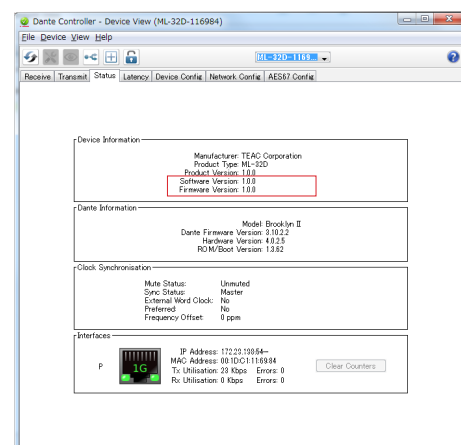 Dante Controller - Device View (ML-32D-116984)
File Device View Help
ML-32D-1169...
Receive Transmit Status Latency Device Config Network Config AES67 Config
Device Information
Manufacturer: TEAC Corporation
Product Type: ML-32D
Product Version: 1.0.0
Software Version: 1.0.0
Firmware Version: 1.0.0
Dante Information
Model: Brooklyn II
Dante Firmware Version: 3.10.2.2
Hardware Version: 4.0.2.5
ROM/Boot Version: 1.3.62
Clock Synchronisation
Mute Status: Unmuted
Sync Status: Master
External Word Clock: No
Preferred: No
Frequency Offset: 0 ppm
Interfaces
P
1G
IP Address:
MAC Address: 00:1D:C1:11:69:84
Tx Utilisation: 23 Kbps Errors: 0
Rx Utilisation: 0 Kbps Errors: 0
Clear Counters